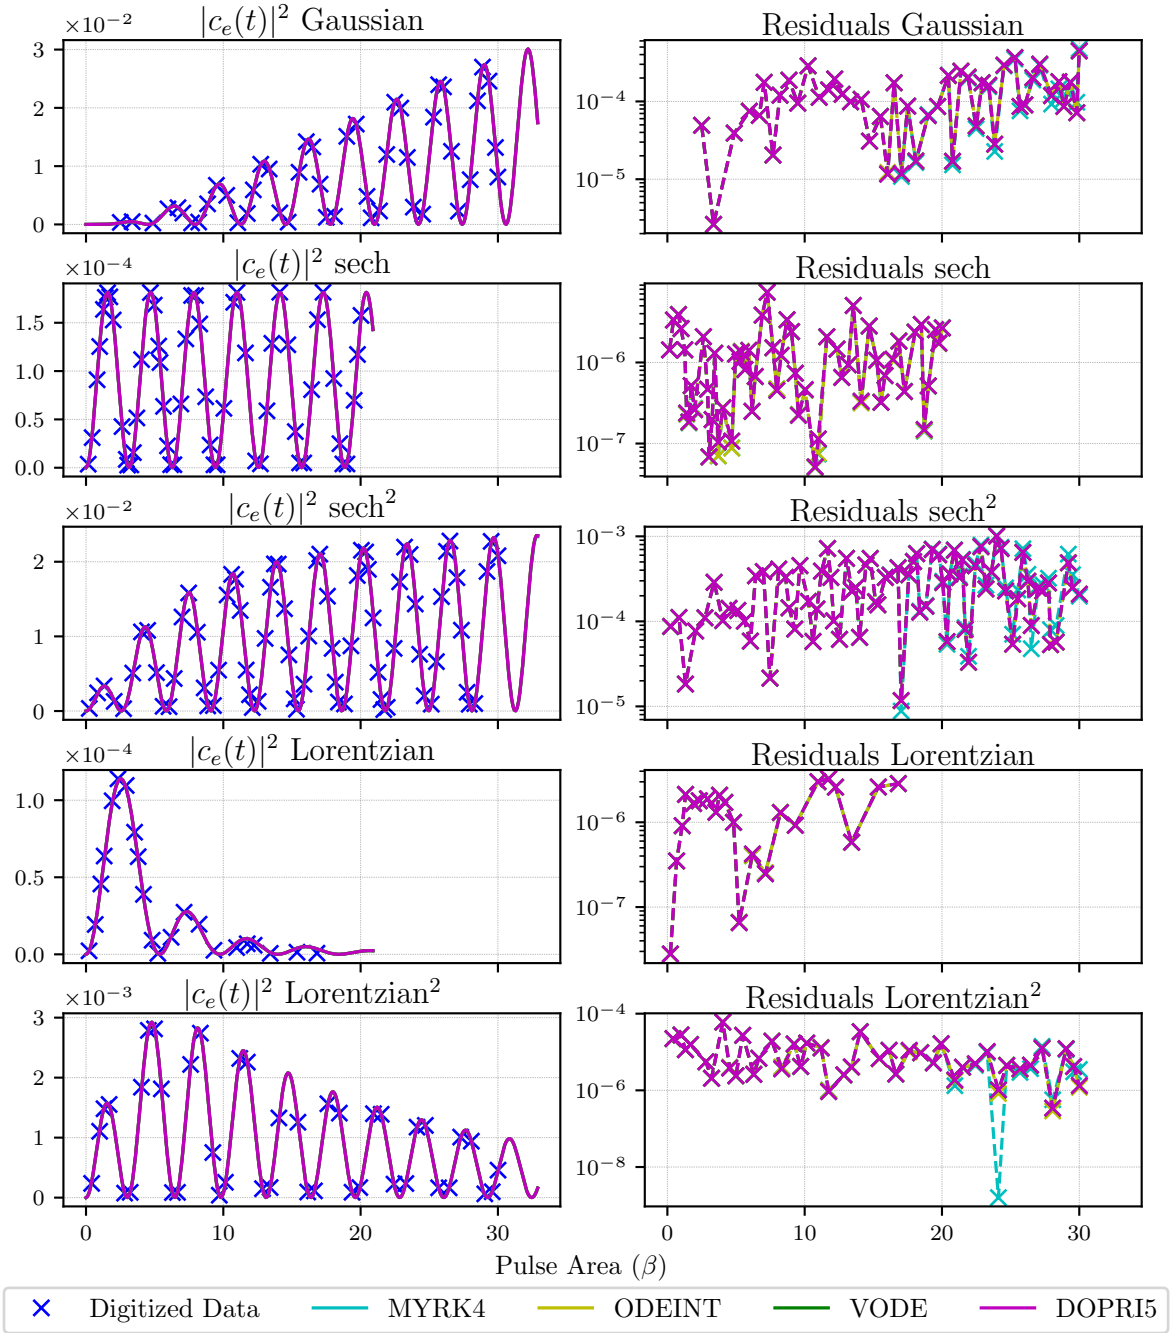 |c_e(t)|² Gaussian
×10⁻²
3
2
1
0
Residuals Gaussian
10⁻⁴
10⁻⁵
|c_e(t)|² sech
×10⁻⁴
1.5
1.0
0.5
0.0
Residuals sech
10⁻⁶
10⁻⁷
|c_e(t)|² sech²
×10⁻²
2
1
0
Residuals sech²
10⁻³
10⁻⁴
10⁻⁵
|c_e(t)|² Lorentzian
×10⁻⁴
1.0
0.5
0.0
Residuals Lorentzian
10⁻⁶
10⁻⁷
|c_e(t)|² Lorentzian²
×10⁻³
3
2
1
0
0 10 20 30
Residuals Lorentzian²
10⁻⁴
10⁻⁶
10⁻⁸
0 10 20 30
Pulse Area (β)
Digitized Data MYRK4 ODEINT VODE DOPRI5